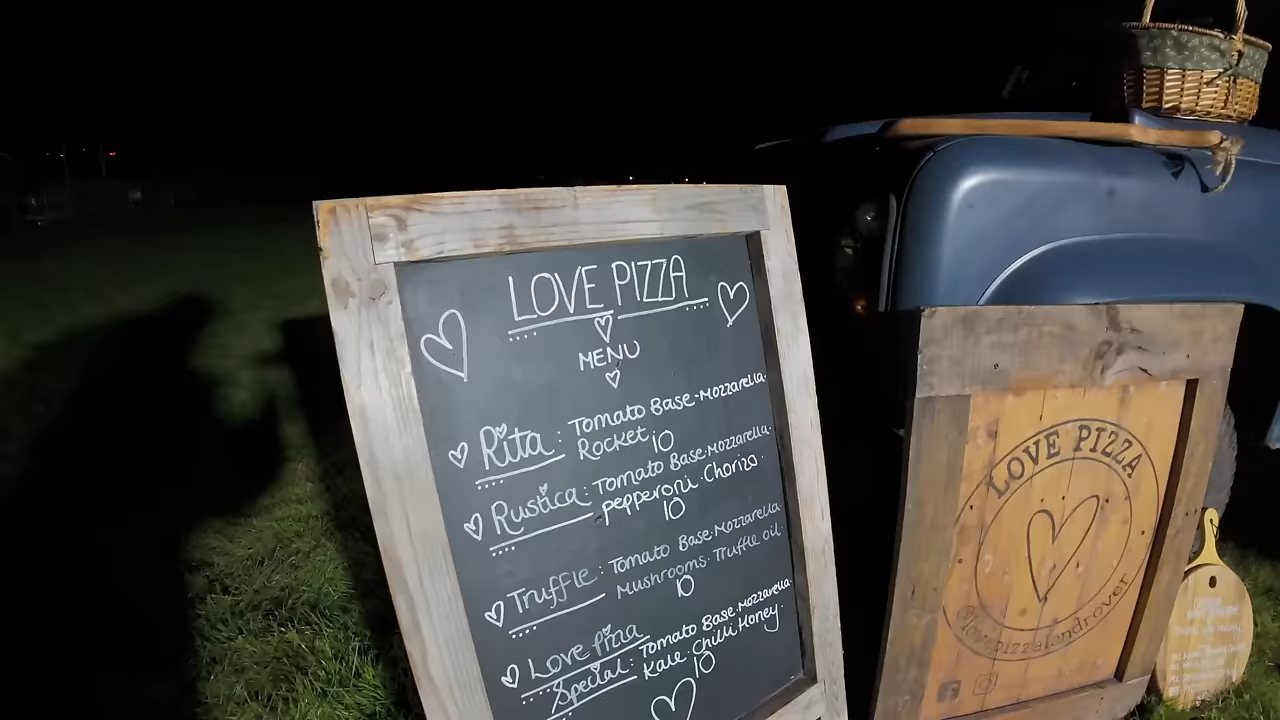 LOVE PIZZA
MENU
Rita : Tomato Base · Mozzarella ·
Rocket 10
Rustica : Tomato Base · Mozzarella ·
pepperoni · Chorizo ·
10
Truffle : Tomato Base · Mozzarella ·
Mushrooms · Truffle oil ·
10
Love Pizza
Special : Tomato Base · Mozzarella ·
Kale · Chilli Honey ·
10
LOVE PIZZA
@lovepizzalandrover